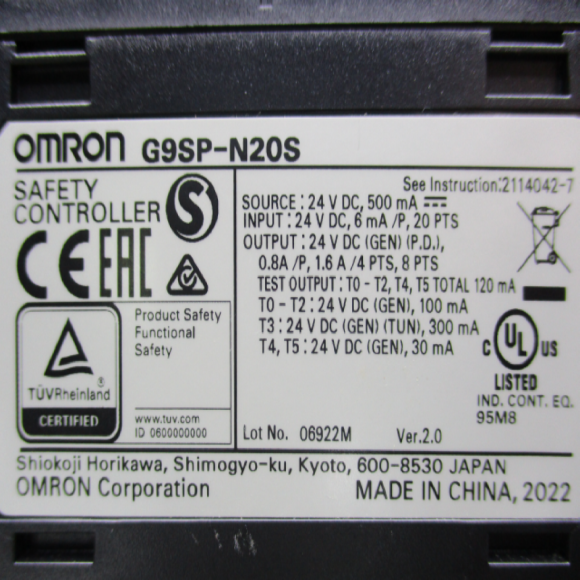 OMRON G9SP-N20S
SAFETY
CONTROLLER
See Instruction:2114042-7
SOURCE : 24 V DC, 500 mA
INPUT : 24 V DC, 6 mA /P, 20 PTS
OUTPUT : 24 V DC (GEN) (P.D.),
0.8A /P, 1.6 A /4 PTS, 8 PTS
TEST OUTPUT : T0 - T2, T4, T5 TOTAL 120 mA
T0 - T2 : 24 V DC (GEN), 100 mA
T3 : 24 V DC (GEN) (TUN), 300 mA
T4, T5 : 24 V DC (GEN), 30 mA
S
CE EAC
TÜVRheinland
CERTIFIED
Product Safety
Functional
Safety
www.tuv.com
ID 0600000000
C UL US
LISTED
IND. CONT. EQ.
95M8
Lot No. 06922M Ver.2.0
Shiokoji Horikawa, Shimogyo-ku, Kyoto, 600-8530 JAPAN
OMRON Corporation MADE IN CHINA, 2022